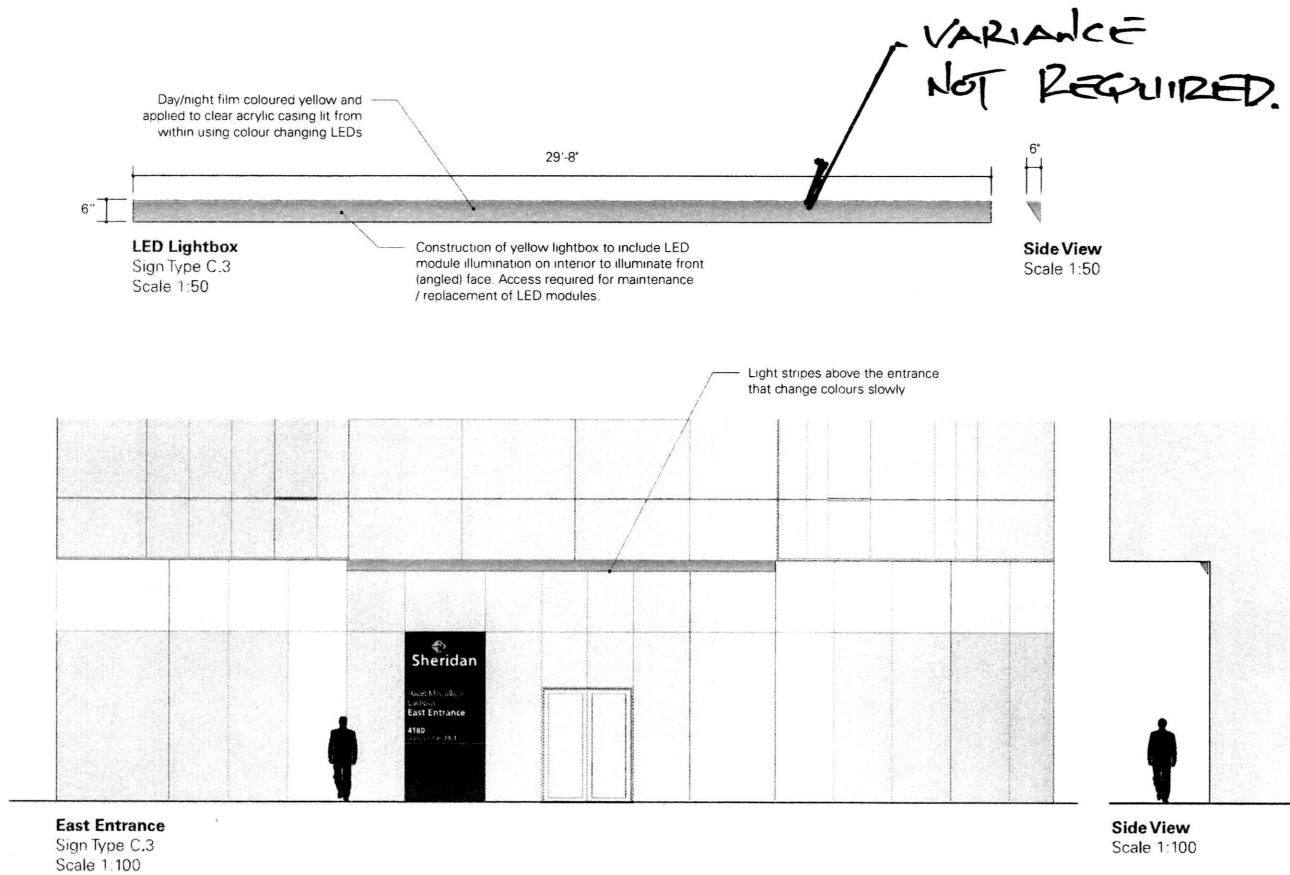 VARIANCE
NOT REQUIRED.
Day/night film coloured yellow and
applied to clear acrylic casing lit from
within using colour changing LEDs
29'-8"
6"
6"
LED Lightbox
Sign Type C.3
Scale 1:50
Construction of yellow lightbox to include LED
module illumination on interior to illuminate front
(angled) face. Access required for maintenance
/ replacement of LED modules.
Side View
Scale 1:50
Light stripes above the entrance
that change colours slowly
Sheridan
Campus
East Entrance
4180
East Entrance
Sign Type C.3
Scale 1:100
Side View
Scale 1:100